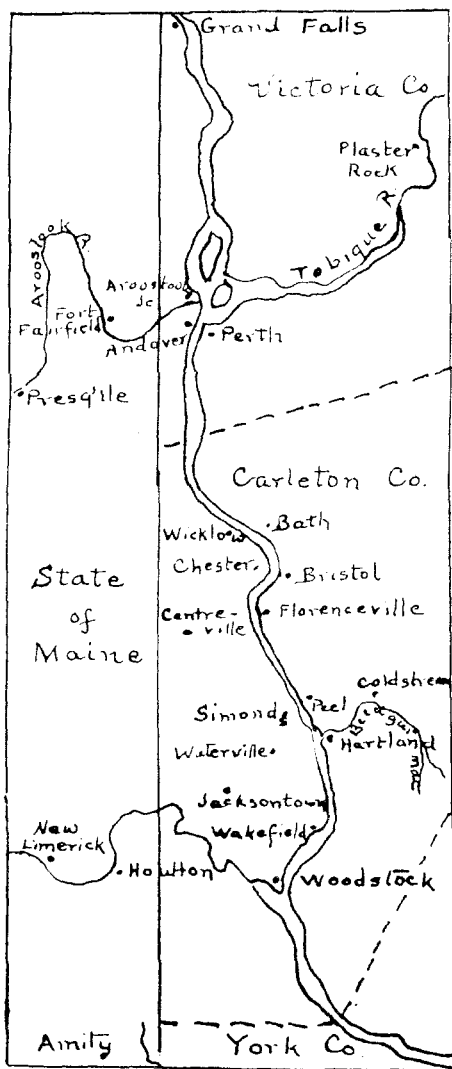 Grand Falls
Victoria Co
Plaster
Rock
Tobique R.
Aroostook R.
Aroostook
Jc
Fort
Fairfield
Andover
Perth
Presq'ile
Carleton Co.
Bath
Wicklow
Chester
Bristol
State
of
Maine
Centre-
ville
Florenceville
Coldstream
Peel
Simonds
Becaguimac
Hartland
Waterville
Jacksontown
Wakefield
New
Limerick
Houlton
Woodstock
Amity
York Co.